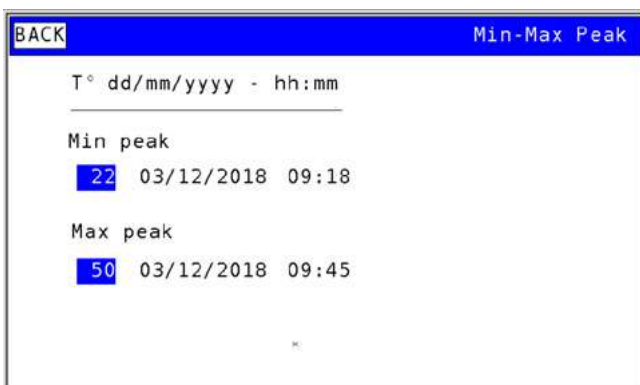 BACK Min-Max Peak
T° dd/mm/yyyy - hh:mm
Min peak
22 03/12/2018 09:18
Max peak
50 03/12/2018 09:45